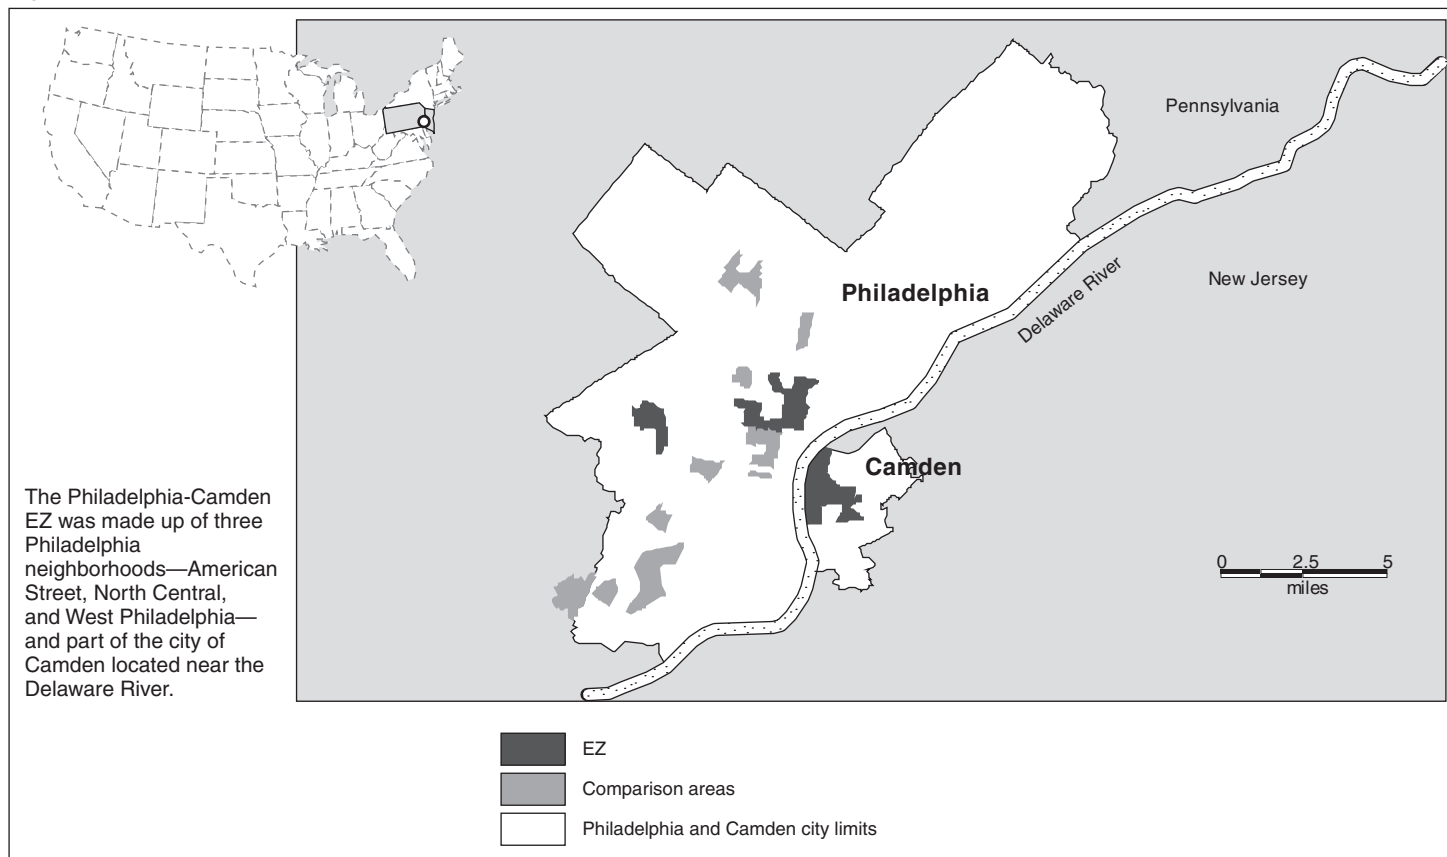 Pennsylvania
New Jersey
Philadelphia
Delaware River
Camden
0 2.5 5
miles
The Philadelphia-Camden
EZ was made up of three
Philadelphia
neighborhoods—American
Street, North Central,
and West Philadelphia—
and part of the city of
Camden located near the
Delaware River.
EZ
Comparison areas
Philadelphia and Camden city limits